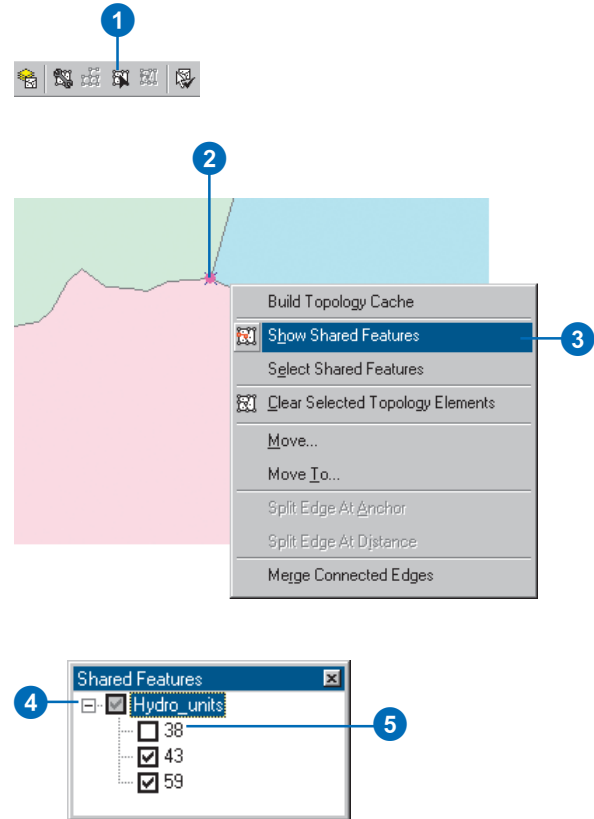 1
2
Build Topology Cache
Show Shared Features
3
Select Shared Features
Clear Selected Topology Elements
Move...
Move To...
Split Edge At Anchor
Split Edge At Distance
Merge Connected Edges
Shared Features
4
Hydro_units
5
38
43
59